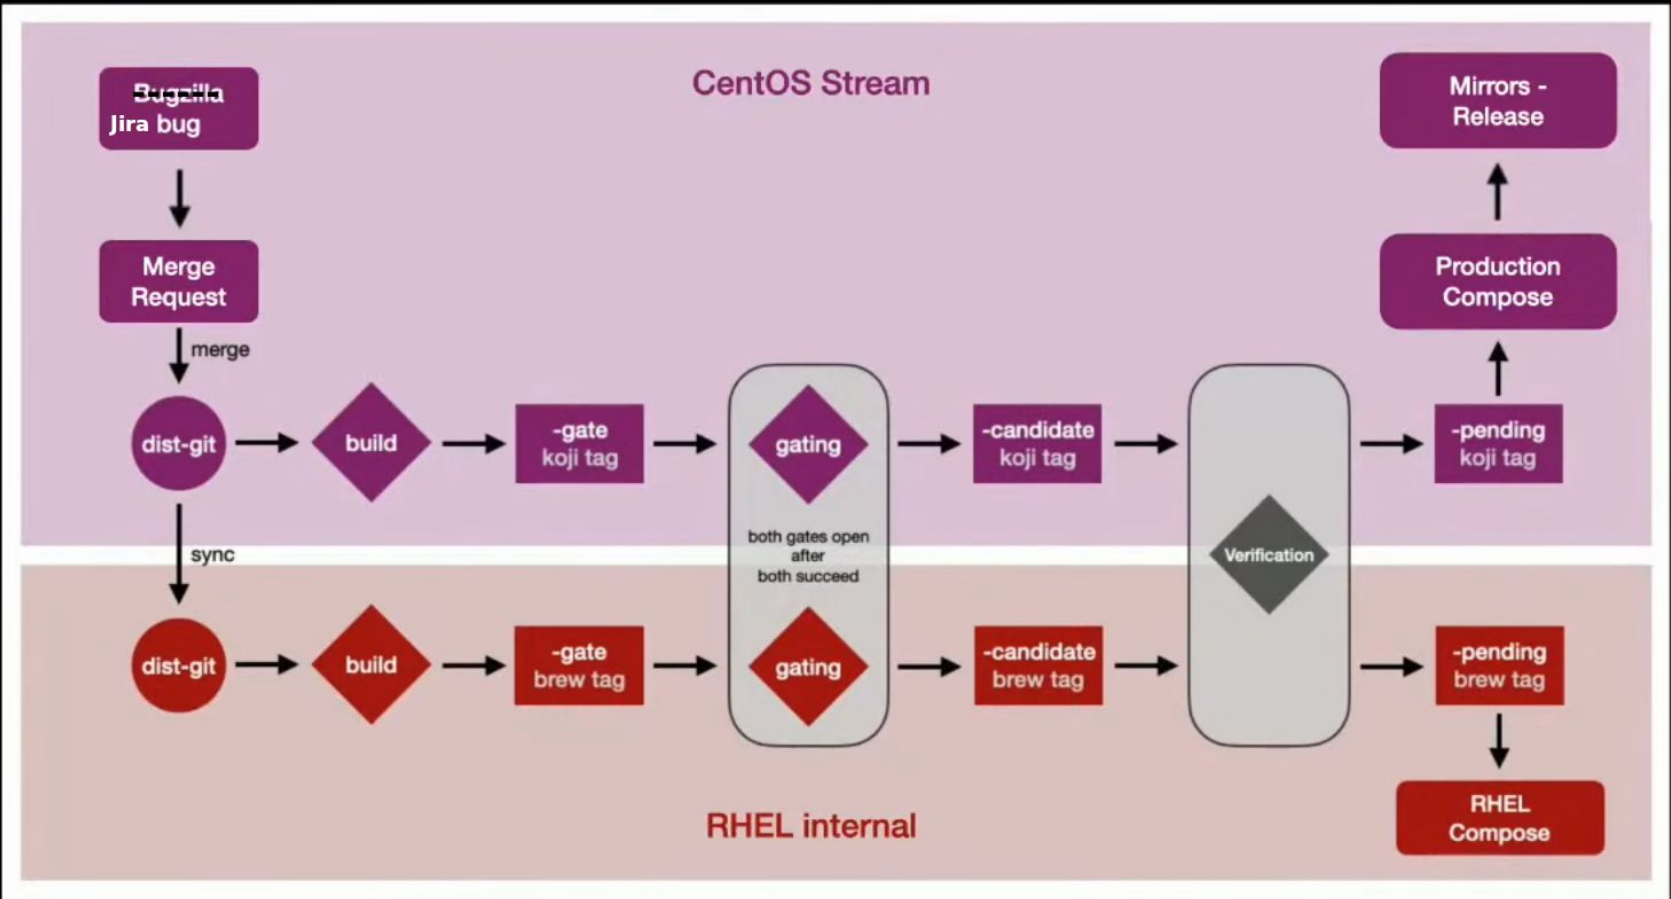 CentOS Stream
Bugzilla
Jira bug
Merge
Request
merge
dist-git
build
-gate
koji tag
gating
-candidate
koji tag
-pending
koji tag
Production
Compose
Mirrors -
Release
sync
both gates open
after
both succeed
Verification
dist-git
build
-gate
brew tag
gating
-candidate
brew tag
-pending
brew tag
RHEL
Compose
RHEL internal